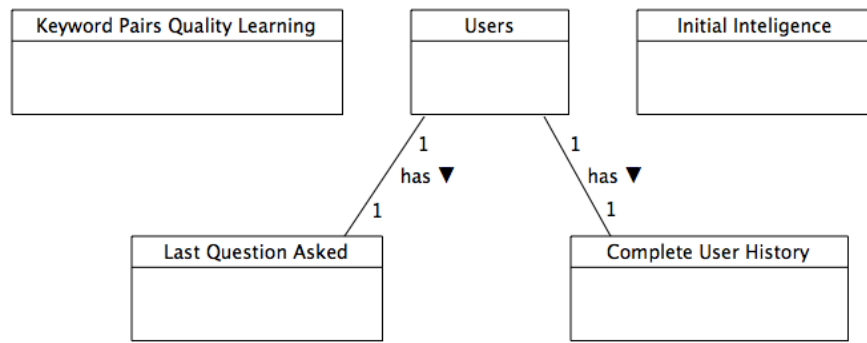 Keyword Pairs Quality Learning
Users
Initial Inteligence
1
1
has ▼
has ▼
1
1
Last Question Asked
Complete User History